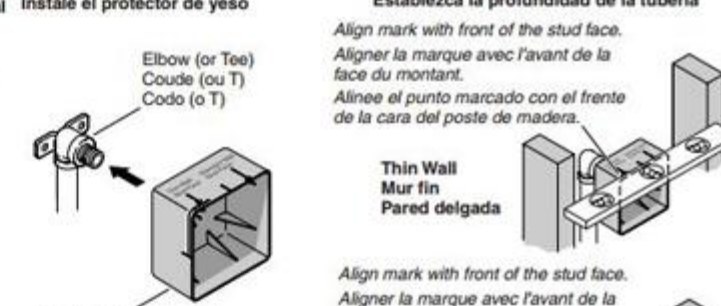 Instale el protector de yeso
Elbow (or Tee)
Coude (ou T)
Codo (o T)
Establezca la profundidad de la tubería
Align mark with front of the stud face.
Aligner la marque avec l'avant de la
face du montant.
Alinee el punto marcado con el frente
de la cara del poste de madera.
Thin Wall
Mur fin
Pared delgada
Align mark with front of the stud face.
Aligner la marque avec l'avant de la